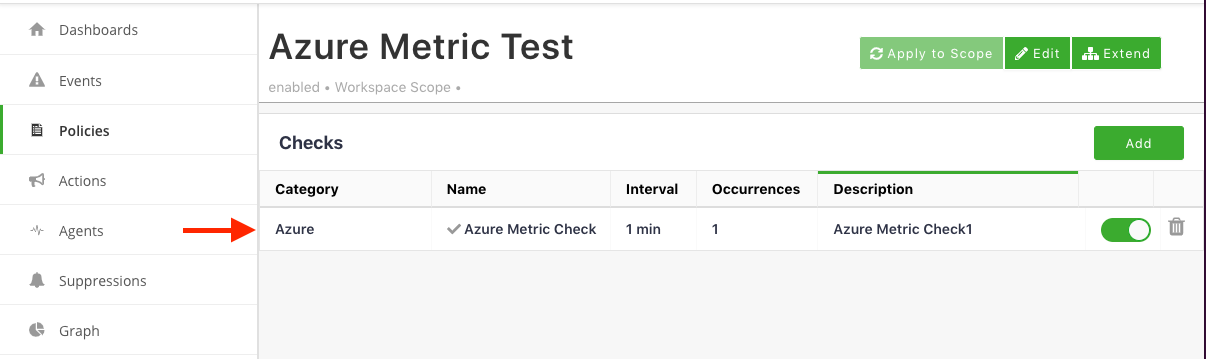 Dashboards
Events
Policies
Actions
Agents
Suppressions
Graph
Azure Metric Test
Apply to Scope Edit Extend
enabled • Workspace Scope •
Checks
Add
Category Name Interval Occurrences Description
Azure Azure Metric Check 1 min 1 Azure Metric Check1